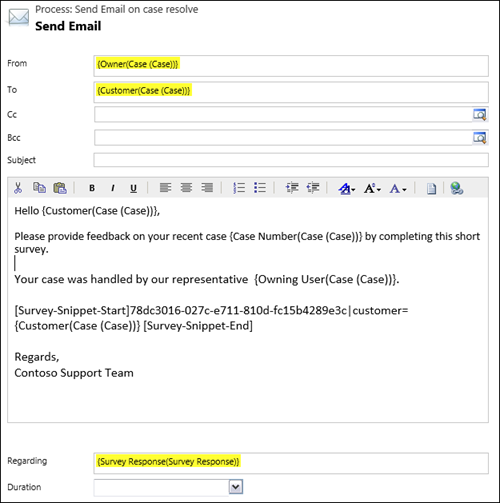 Process: Send Email on case resolve
Send Email
From {Owner(Case (Case))}
To {Customer(Case (Case))}
Cc
Bcc
Subject
B I U A A A
Hello {Customer(Case (Case))},
Please provide feedback on your recent case {Case Number(Case (Case))} by completing this short
survey.
Your case was handled by our representative {Owning User(Case (Case))}.
[Survey-Snippet-Start]78dc3016-027c-e711-810d-fc15b4289e3c|customer=
{Customer(Case (Case))} [Survey-Snippet-End]
Regards,
Contoso Support Team
Regarding {Survey Response(Survey Response)}
Duration